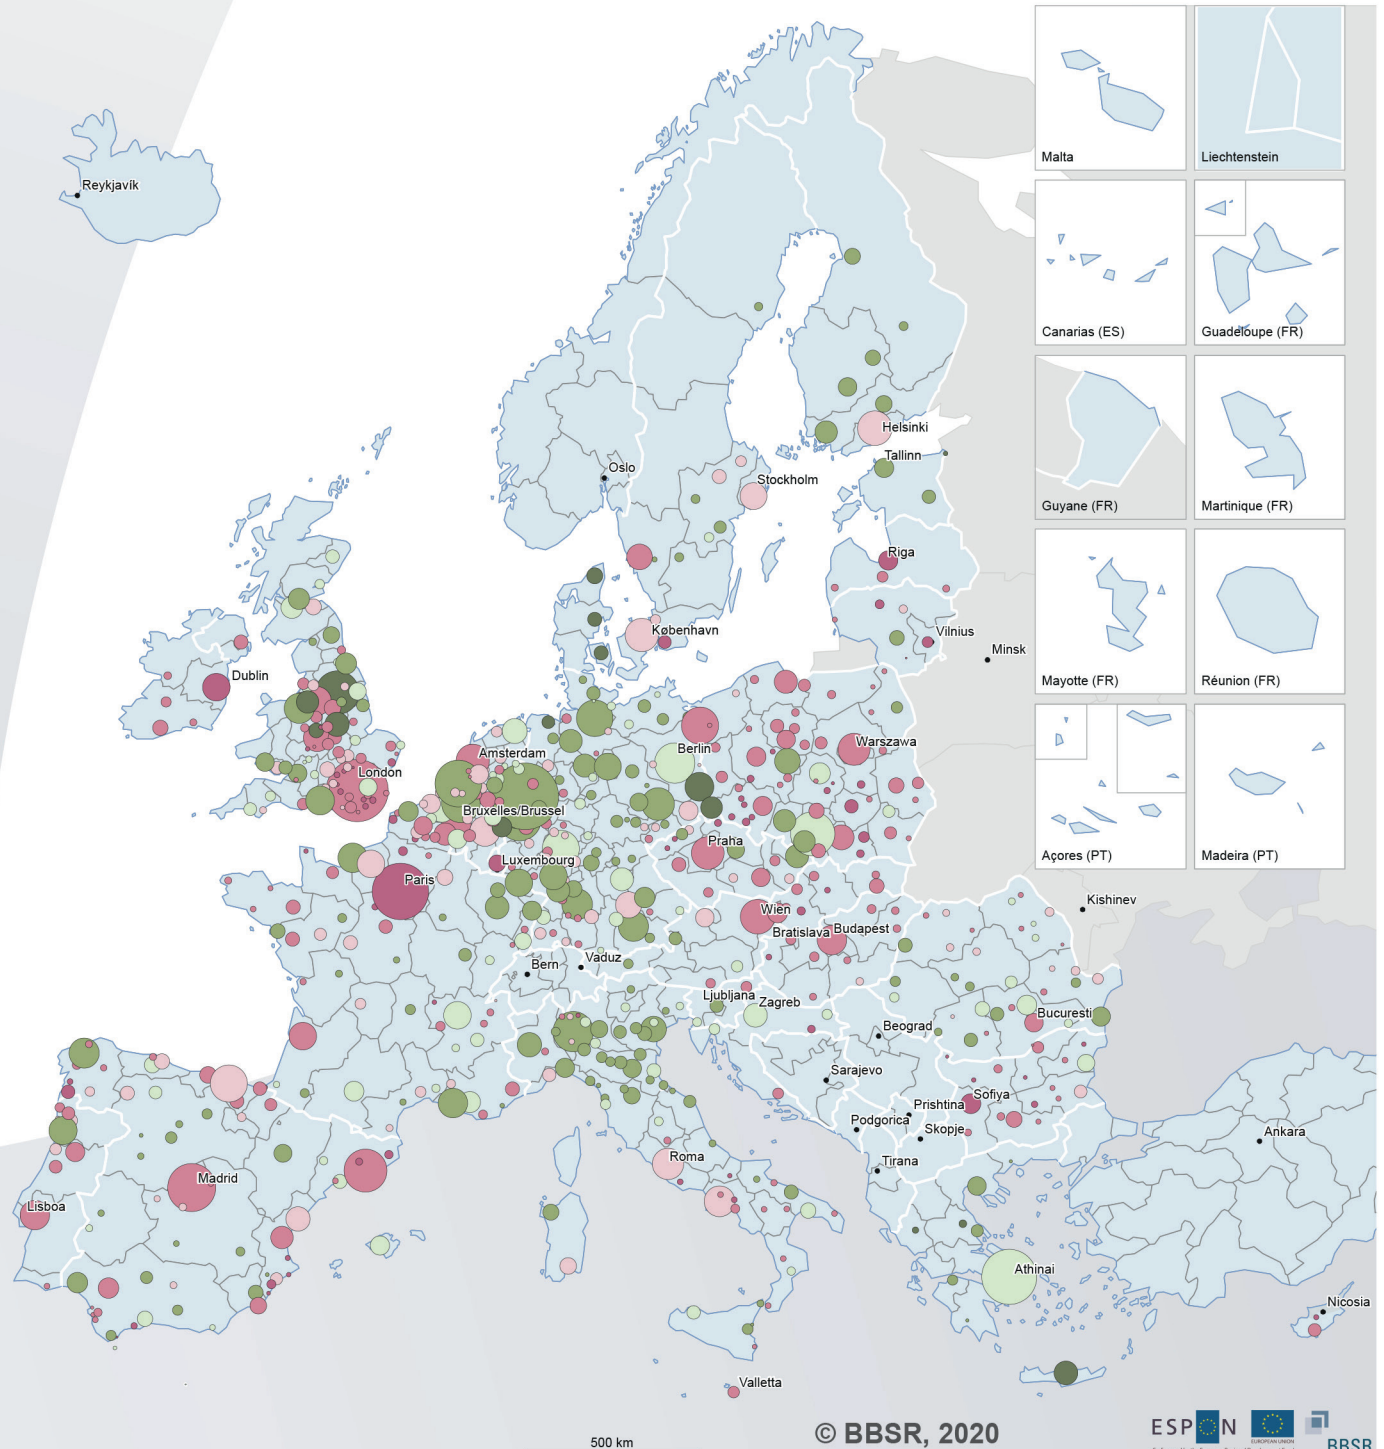 Malta
Liechtenstein
Reykjavík
Canarias (ES)
Guadeloupe (FR)
Helsinki
Tallinn
Oslo
Stockholm
Guyane (FR)
Martinique (FR)
Riga
København
Vilnius
Minsk
Dublin
Mayotte (FR)
Réunion (FR)
Amsterdam
Berlin
Warszawa
London
Bruxelles/Brussel
Praha
Luxembourg
Açores (PT)
Madeira (PT)
Paris
Kishinev
Wien
Bratislava
Budapest
Bern
Vaduz
Ljubljana
Zagreb
Bucuresti
Beograd
Sarajevo
Sofiya
Prishtina
Podgorica
Skopje
Ankara
Roma
Tirana
Madrid
Lisboa
Athinai
Nicosia
Valletta
© BBSR, 2020
500 km
ESPON
EUROPEAN UNION
BBSR